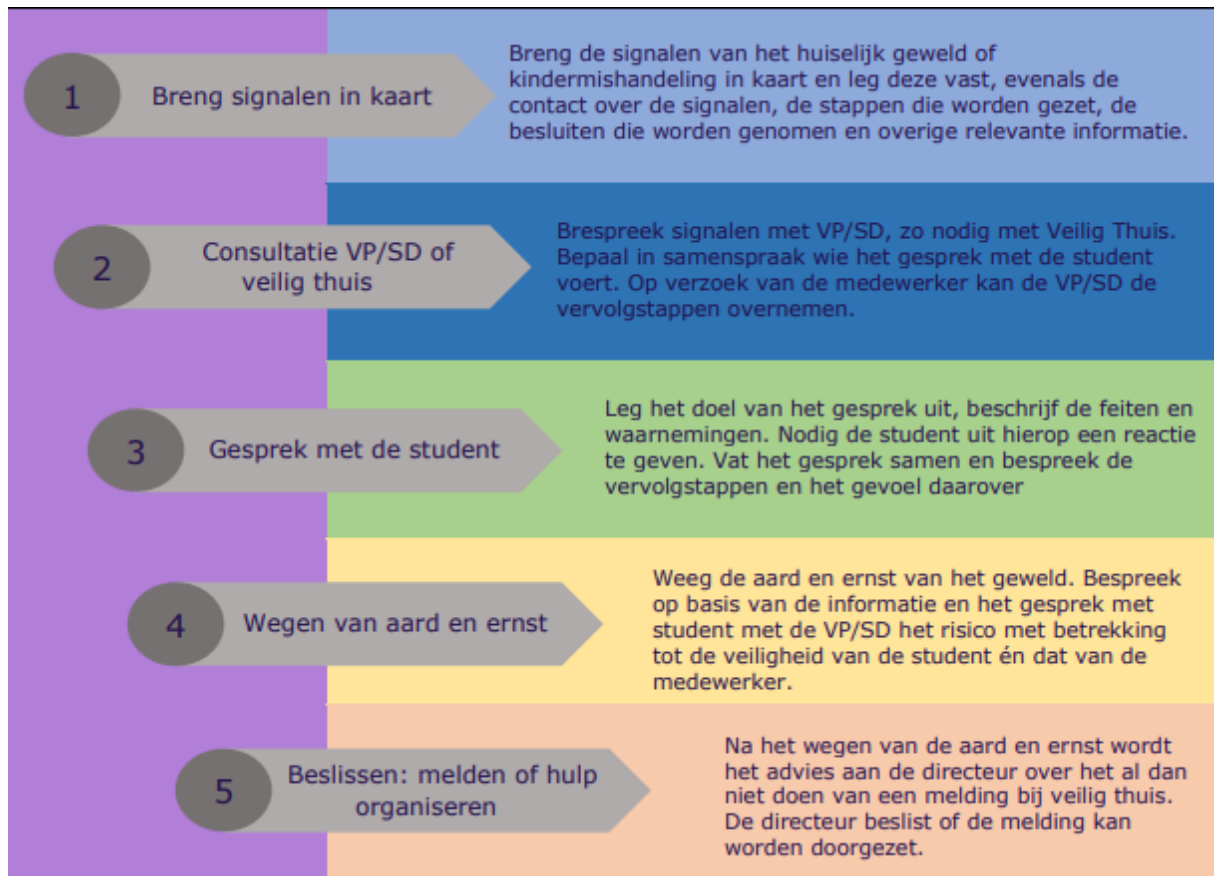 1
Breng signalen in kaart
Breng de signalen van het huiselijk geweld of
kindermishandeling in kaart en leg deze vast, evenals de
contact over de signalen, de stappen die worden gezet, de
besluiten die worden genomen en overige relevante informatie.
2
Consultatie VP/SD of
veilig thuis
Brespreek signalen met VP/SD, zo nodig met Veilig Thuis.
Bepaal in samenspraak wie het gesprek met de student
voert. Op verzoek van de medewerker kan de VP/SD de
vervolgstappen overnemen.
3
Gesprek met de student
Leg het doel van het gesprek uit, beschrijf de feiten en
waarnemingen. Nodig de student uit hierop een reactie
te geven. Vat het gesprek samen en bespreek de
vervolgstappen en het gevoel daarover
4
Wegen van aard en ernst
Weeg de aard en ernst van het geweld. Bespreek
op basis van de informatie en het gesprek met
student met de VP/SD het risico met betrekking
tot de veiligheid van de student én dat van de
medewerker.
5
Beslissen: melden of hulp
organiseren
Na het wegen van de aard en ernst wordt
het advies aan de directeur over het al dan
niet doen van een melding bij veilig thuis.
De directeur beslist of de melding kan
worden doorgezet.